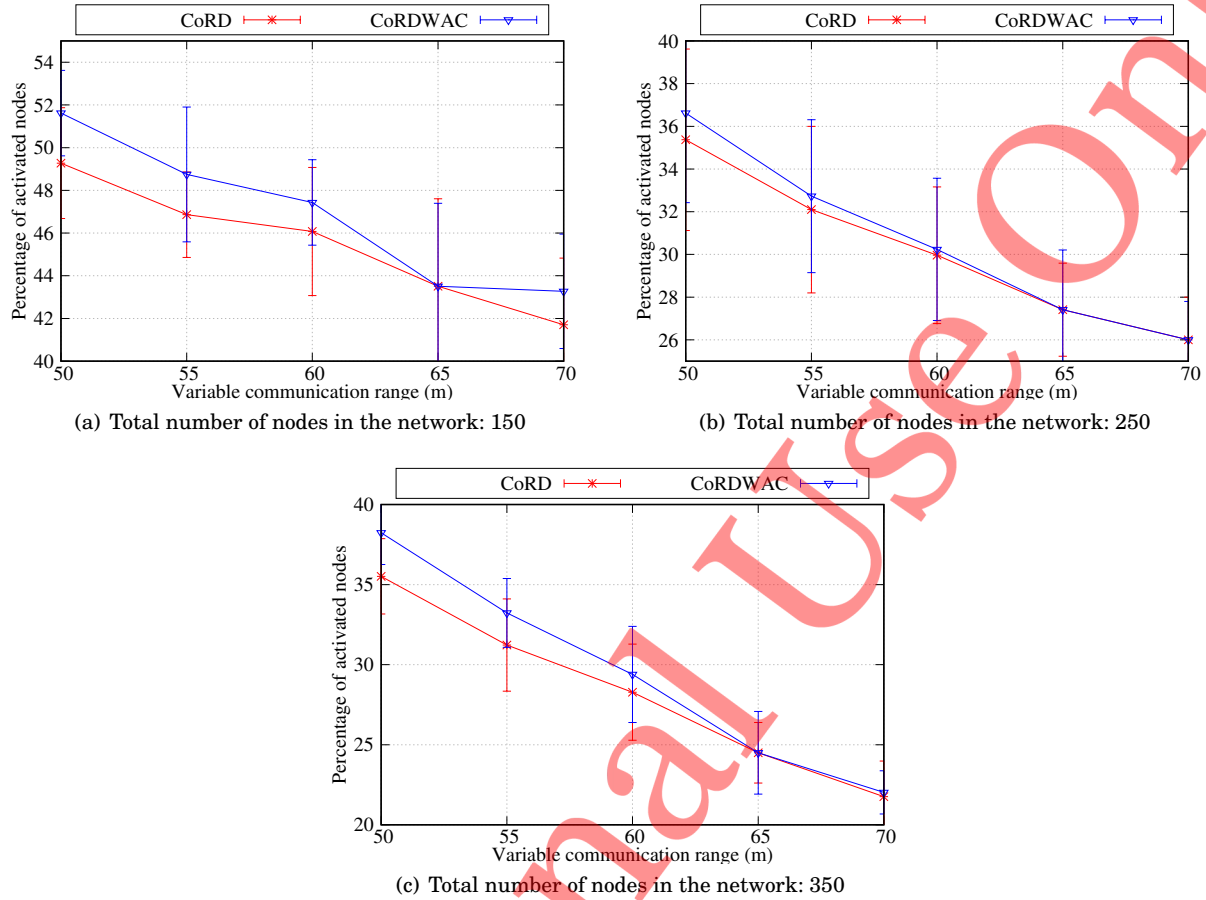 CoRD CoRDWAC
Percentage of activated nodes
54
52
50
48
46
44
42
40
50 55 60 65 70
Variable communication range (m)
(a) Total number of nodes in the network: 150
CoRD CoRDWAC
Percentage of activated nodes
40
38
36
34
32
30
28
26
50 55 60 65 70
Variable communication range (m)
(b) Total number of nodes in the network: 250
CoRD CoRDWAC
Percentage of activated nodes
40
35
30
25
20
50 55 60 65 70
Variable communication range (m)
(c) Total number of nodes in the network: 350
nal Use On